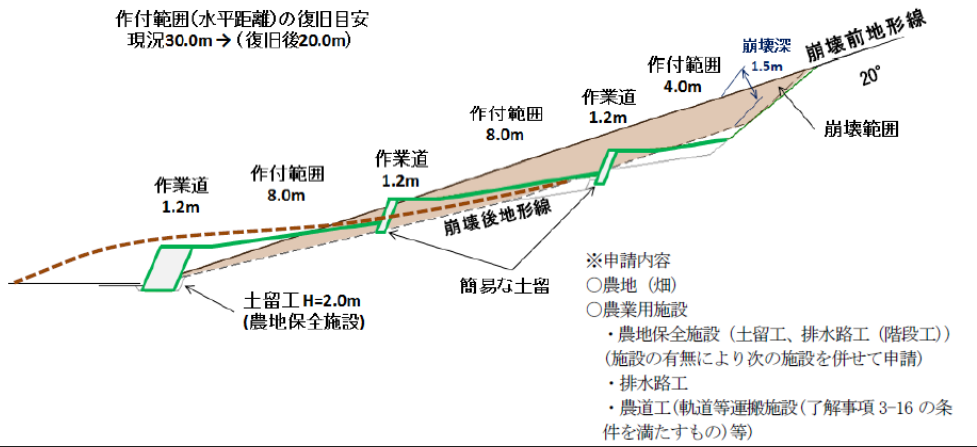 作付範囲(水平距離)の復旧目安
現況30.0m→(復旧後20.0m)
崩壊前地形線
崩壊深
1.5m
20°
作付範囲
4.0m
作業道
1.2m
崩壊範囲
作付範囲
8.0m
作業道
1.2m
作付範囲
8.0m
作業道
1.2m
崩壊後地形線
簡易な土留
土留工 H=2.0m
(農地保全施設)
※申請内容
○農地（畑）
○農業用施設
・農地保全施設（土留工、排水路工（階段工））
(施設の有無により次の施設を併せて申請)
・排水路工
・農道工(軌道等運搬施設(了解事項 3-16 の条
件を満たすもの)等)